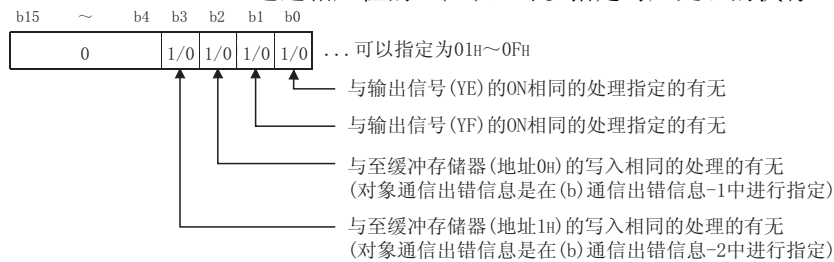 b15 ～ b4 b3 b2 b1 b0
0 1/0 1/0 1/0 1/0 ...可以指定为01H～0FH
与输出信号(YE)的ON相同的处理指定的有无
与输出信号(YF)的ON相同的处理指定的有无
与至缓冲存储器(地址0H)的写入相同的处理的有无
(对象通信出错信息是在(b)通信出错信息-1中进行指定)
与至缓冲存储器(地址1H)的写入相同的处理的有无
(对象通信出错信息是在(b)通信出错信息-2中进行指定)